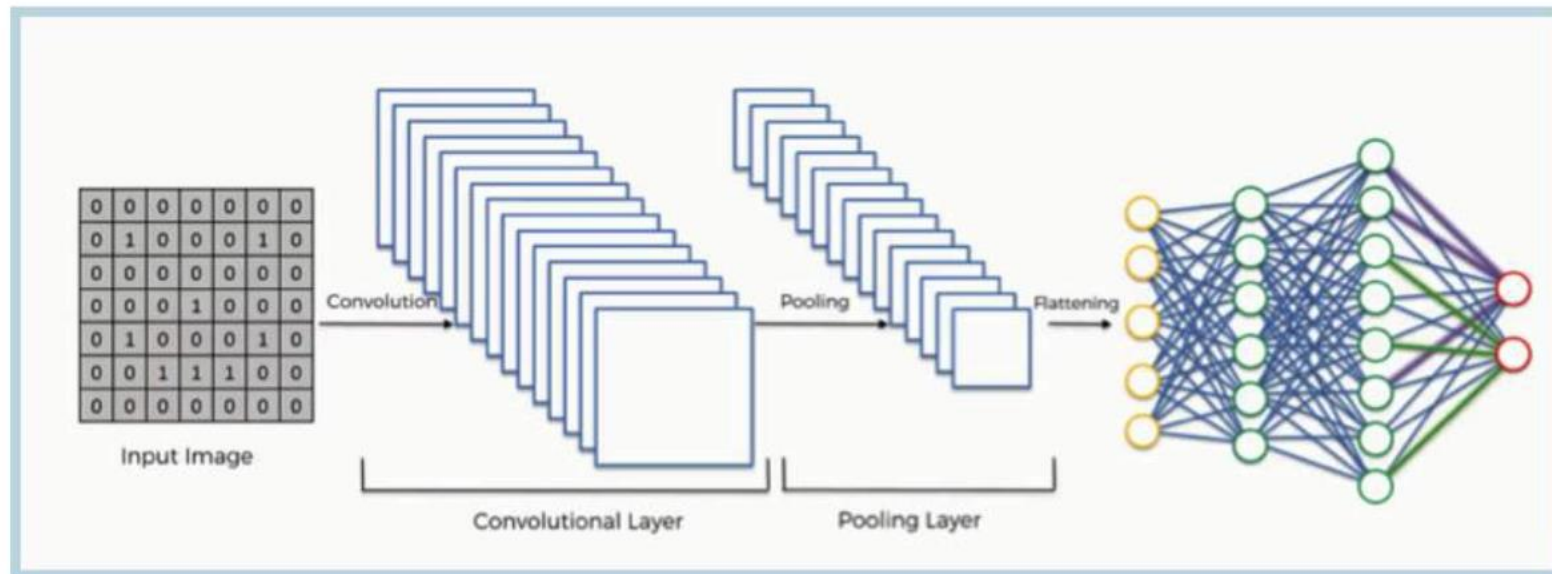 0 0 0 0 0 0 0
0 1 0 0 0 1 0
0 0 0 0 0 0 0
0 0 0 1 0 0 0
0 1 0 0 0 1 0
0 0 1 1 1 0 0
0 0 0 0 0 0 0
Input Image
Convolution
Convolutional Layer
Pooling
Pooling Layer
Flattening